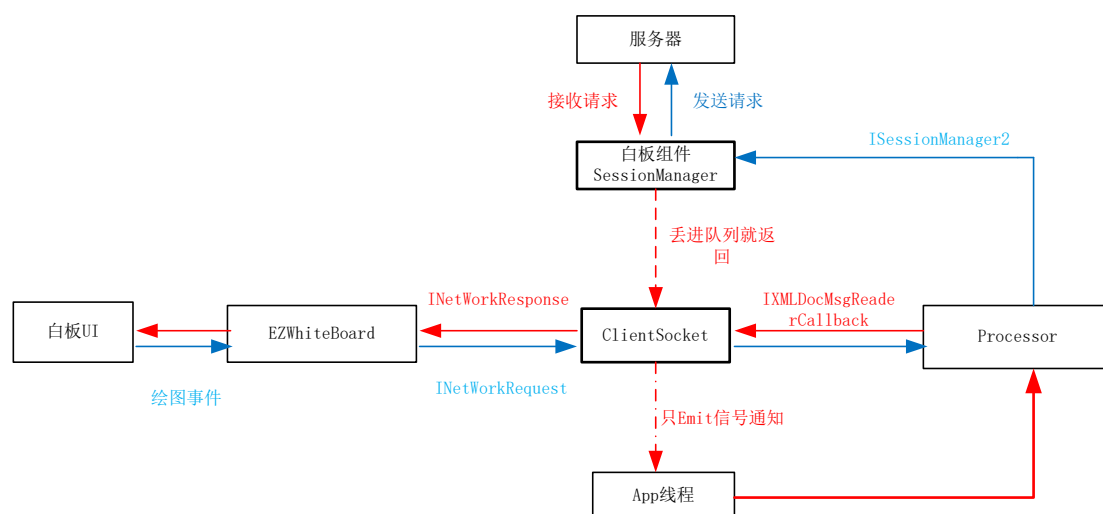 服务器
接收请求
发送请求
ISessionManager2
白板组件
SessionManager
丢进队列就返
回
INetWorkResponse
IXMLDocMsgReade
rCallback
白板UI
EZWhiteBoard
ClientSocket
Processor
绘图事件
INetWorkRequest
只Emit信号通知
App线程